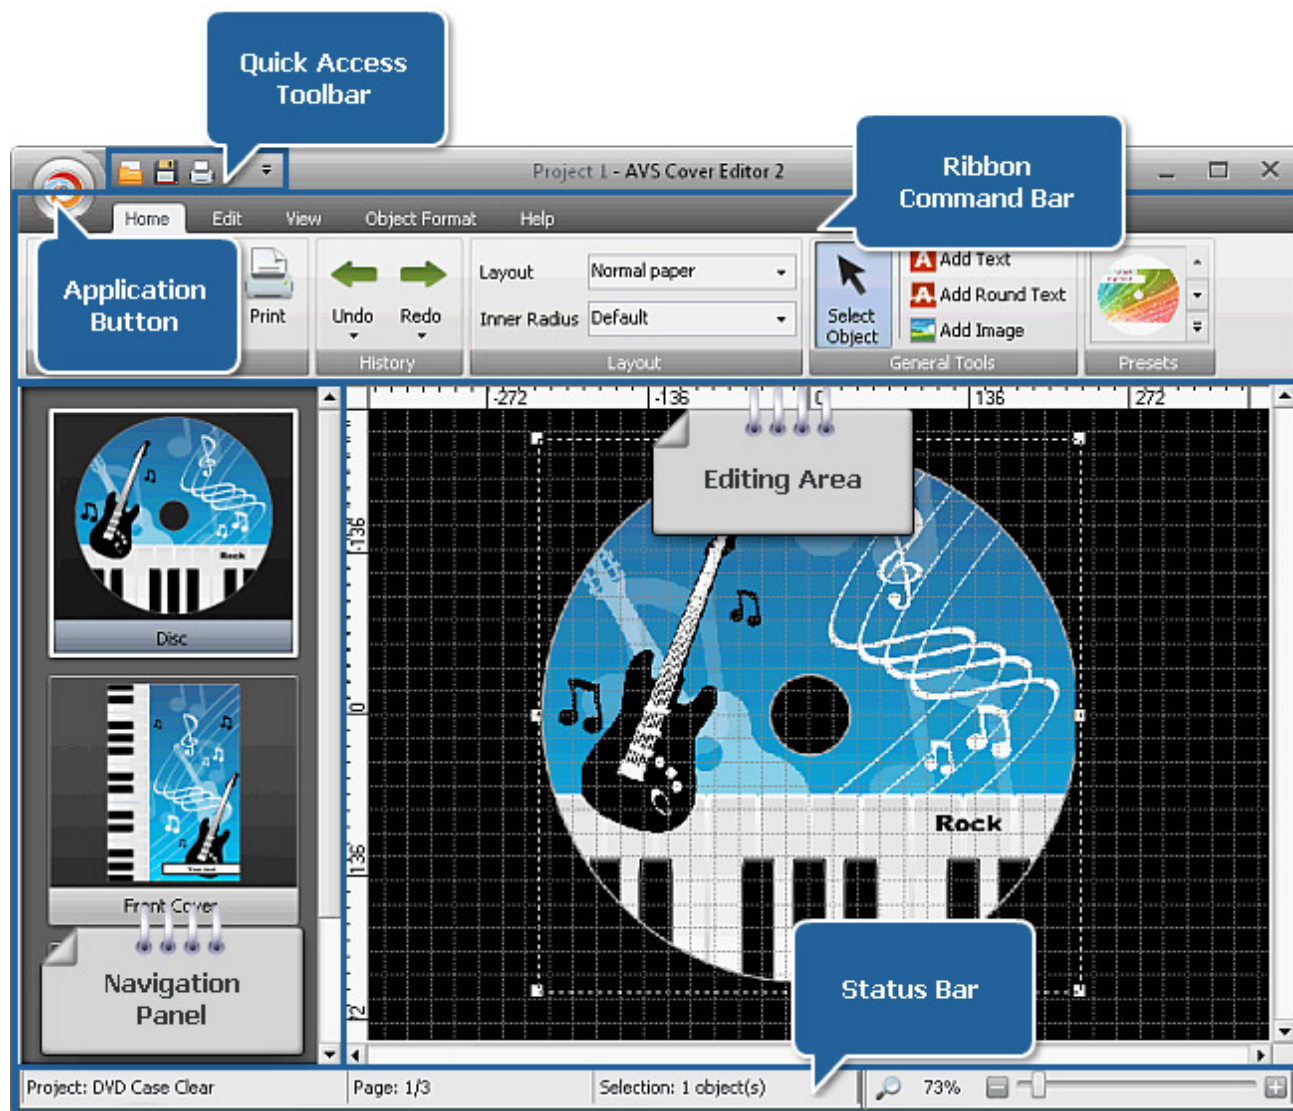 Quick Access
Toolbar
Project 1 - AVS Cover Editor 2
Ribbon
Command Bar
Home Edit View Object Format Help
Application
Button
Print
Undo Redo
History
Layout Normal paper
Inner Radius Default
Layout
Select
Object
Add Text
Add Round Text
Add Image
General Tools
Presets
-272 -136 0 136 272
Editing Area
-136
0
136
Rock
Disc
Rock
Front Cover
Navigation
Panel
Status Bar
Project: DVD Case Clear Page: 1/3 Selection: 1 object(s) 73%